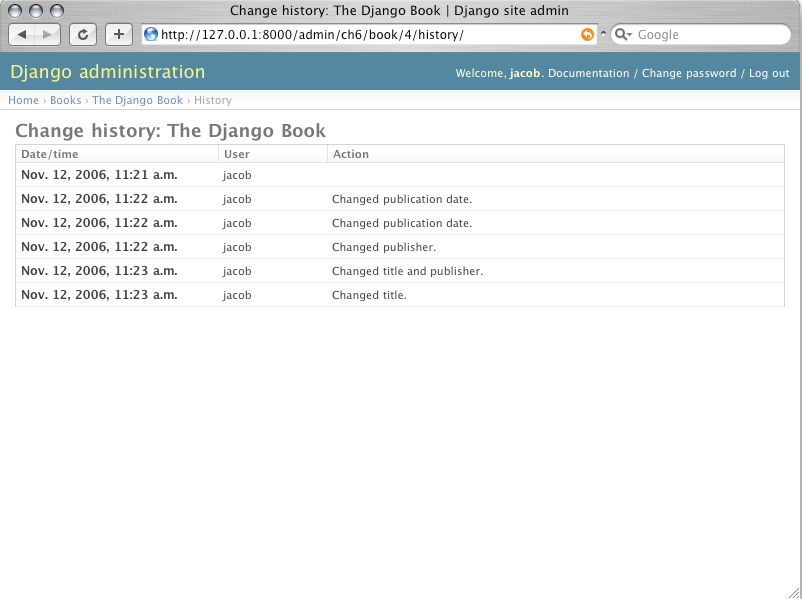 Change history: The Django Book | Django site admin
http://127.0.0.1:8000/admin/ch6/book/4/history/ Google
Django administration Welcome, jacob. Documentation / Change password / Log out
Home › Books › The Django Book › History
Change history: The Django Book
Date/time User Action
Nov. 12, 2006, 11:21 a.m. jacob
Nov. 12, 2006, 11:22 a.m. jacob Changed publication date.
Nov. 12, 2006, 11:22 a.m. jacob Changed publication date.
Nov. 12, 2006, 11:22 a.m. jacob Changed publisher.
Nov. 12, 2006, 11:23 a.m. jacob Changed title and publisher.
Nov. 12, 2006, 11:23 a.m. jacob Changed title.